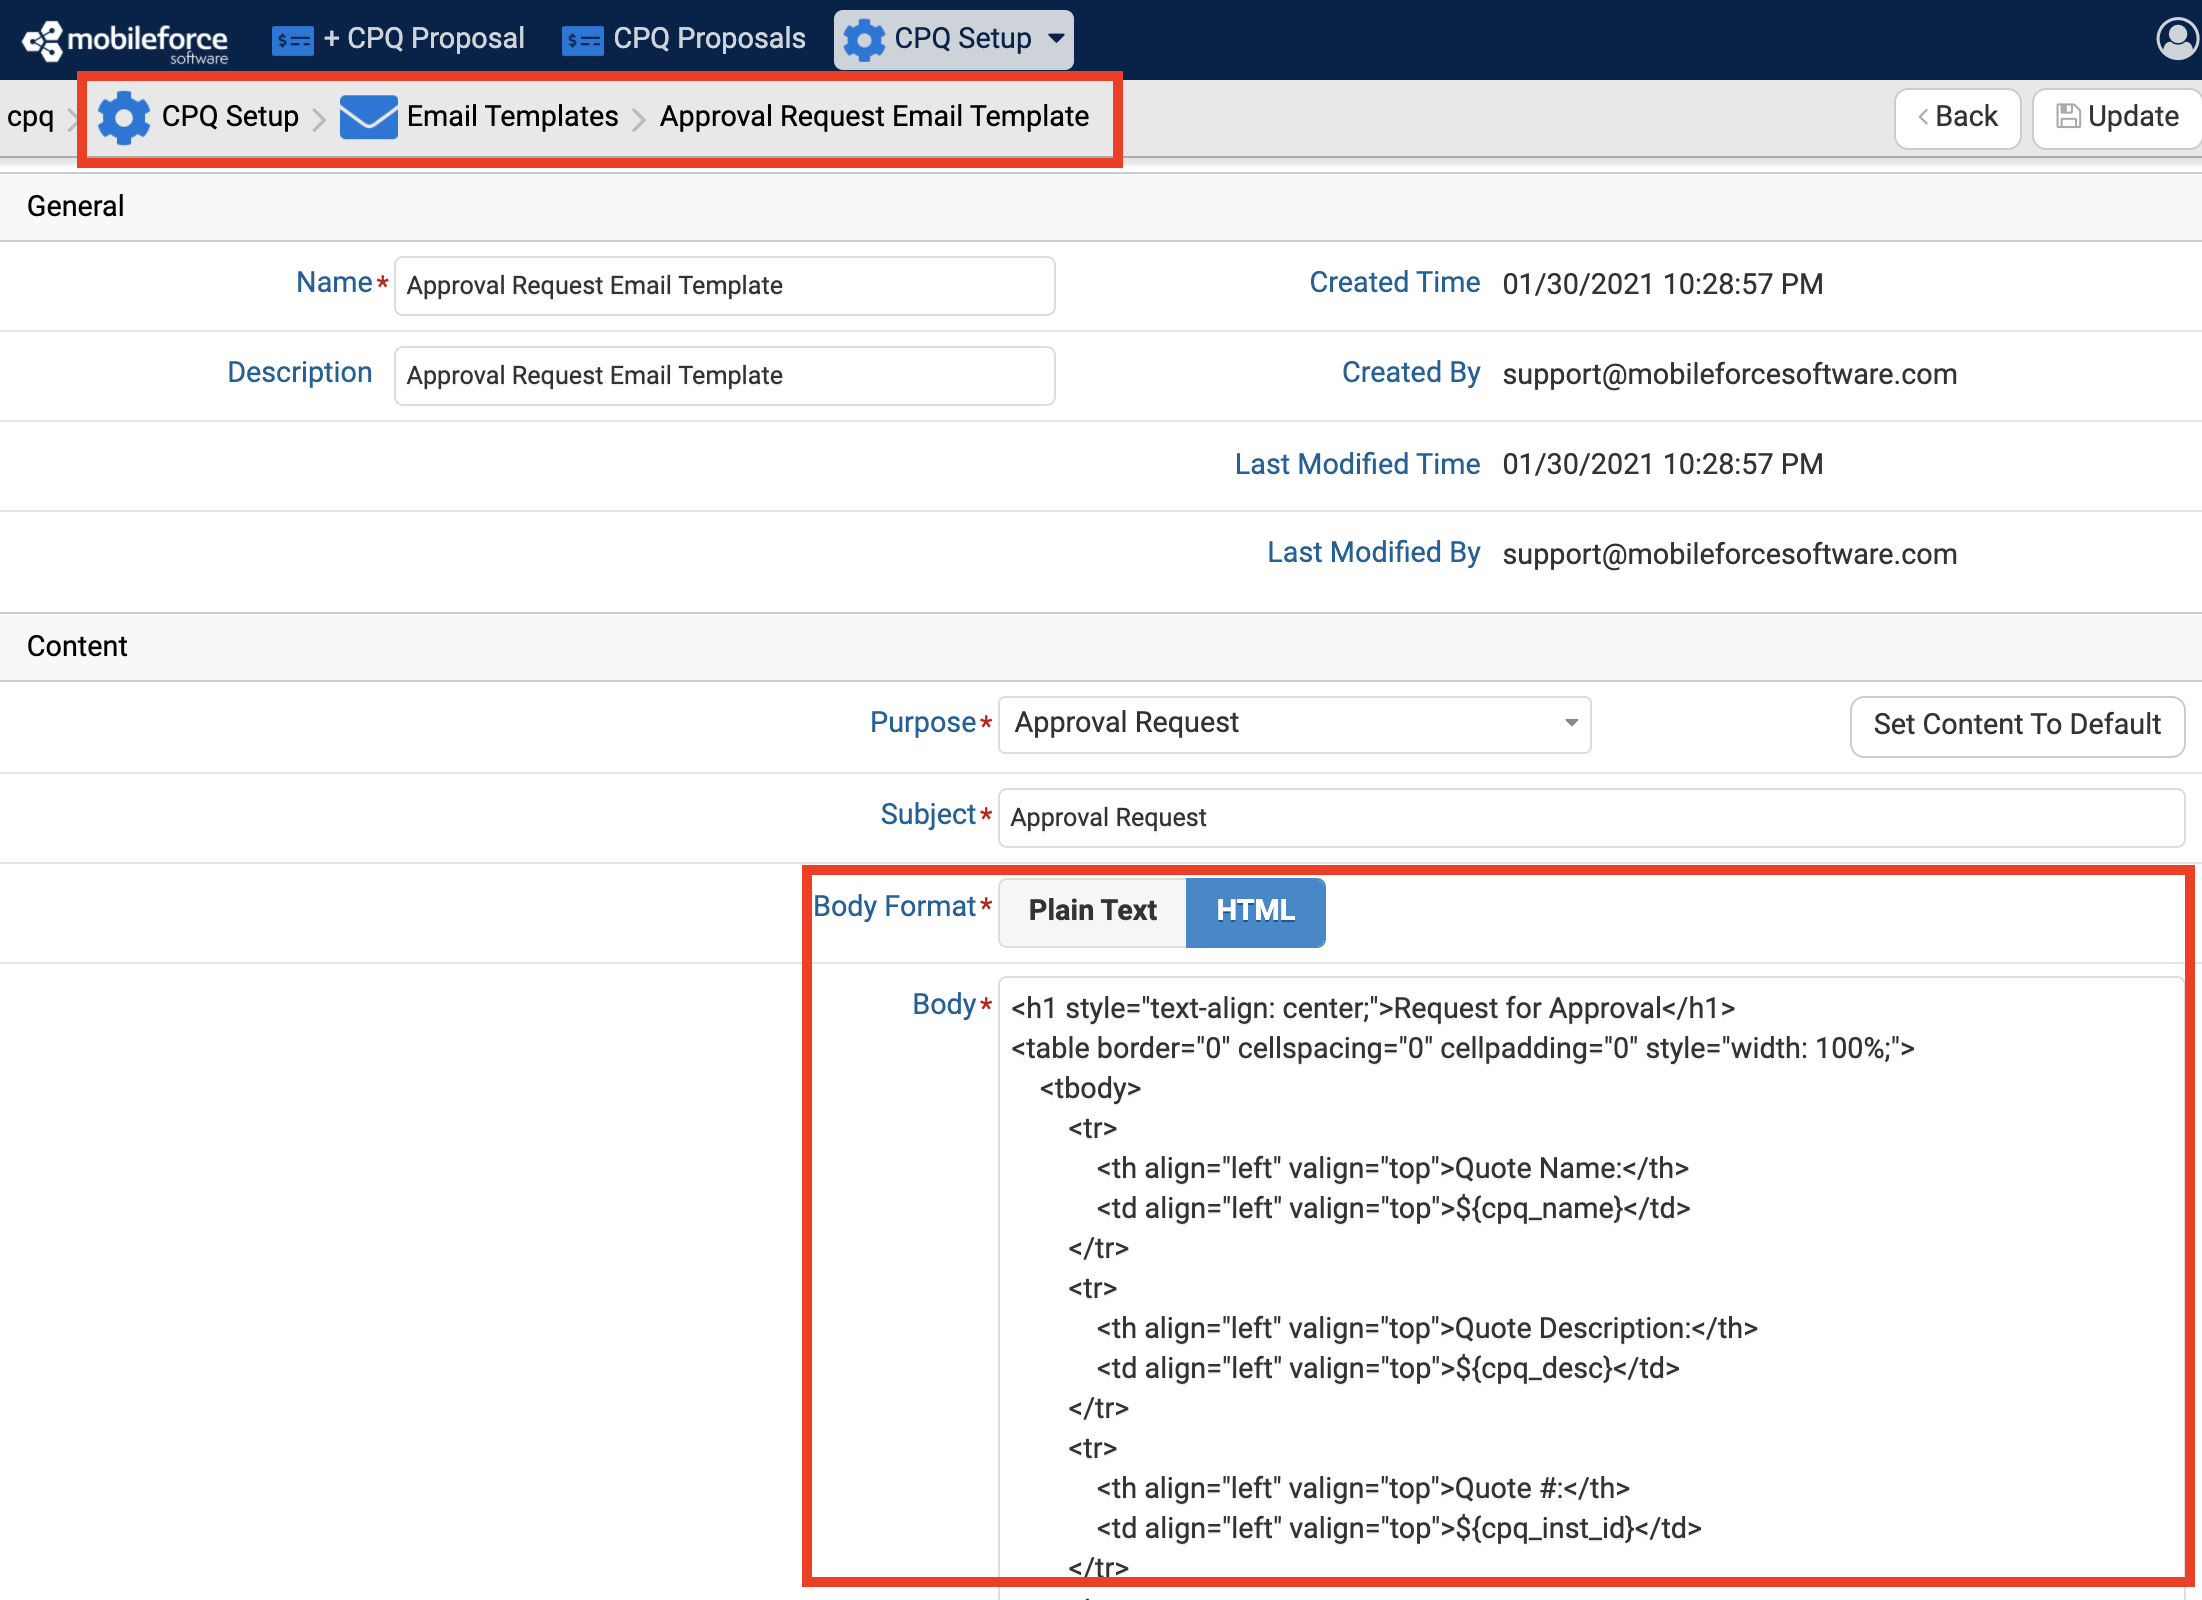 mobileforce
software
+ CPQ Proposal
CPQ Proposals
CPQ Setup
cpq
CPQ Setup
Email Templates
Approval Request Email Template
Back
Update
General
Name*
Approval Request Email Template
Created Time
01/30/2021 10:28:57 PM
Description
Approval Request Email Template
Created By
support@mobileforcesoftware.com
Last Modified Time
01/30/2021 10:28:57 PM
Last Modified By
support@mobileforcesoftware.com
Content
Purpose*
Approval Request
Set Content To Default
Subject*
Approval Request
Body Format*
Plain Text
HTML
Body*
<h1 style="text-align: center;">Request for Approval</h1>
<table border="0" cellspacing="0" cellpadding="0" style="width: 100%;">
<tbody>
<tr>
<th align="left" valign="top">Quote Name:</th>
<td align="left" valign="top">${cpq_name}</td>
</tr>
<tr>
<th align="left" valign="top">Quote Description:</th>
<td align="left" valign="top">${cpq_desc}</td>
</tr>
<tr>
<th align="left" valign="top">Quote #:</th>
<td align="left" valign="top">${cpq_inst_id}</td>
</tr>